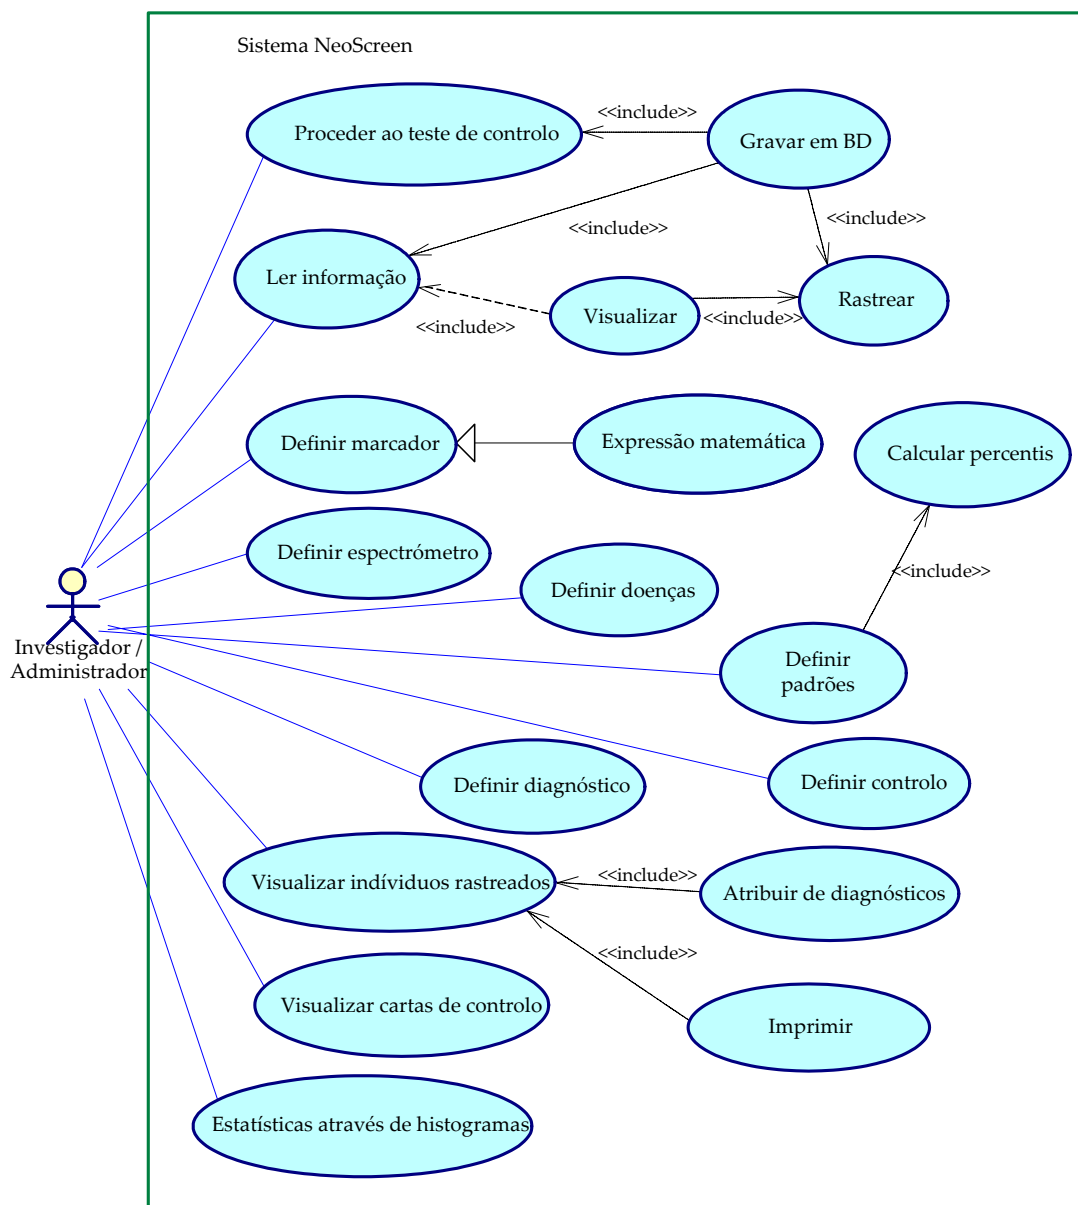 Sistema NeoScreen
<<include>>
Proceder ao teste de controlo
Gravar em BD
<<include>>
<<include>>
Ler informação
Rastrear
Visualizar
<<include>>
<<include>>
Definir marcador
Expressão matemática
Calcular percentis
Definir espectrómetro
<<include>>
Definir doenças
Investigador /
Administrador
Definir
padrões
Definir diagnóstico
Definir controlo
Visualizar indíviduos rastreados
<<include>>
Atribuir de diagnósticos
<<include>>
Visualizar cartas de controlo
Imprimir
Estatísticas através de histogramas